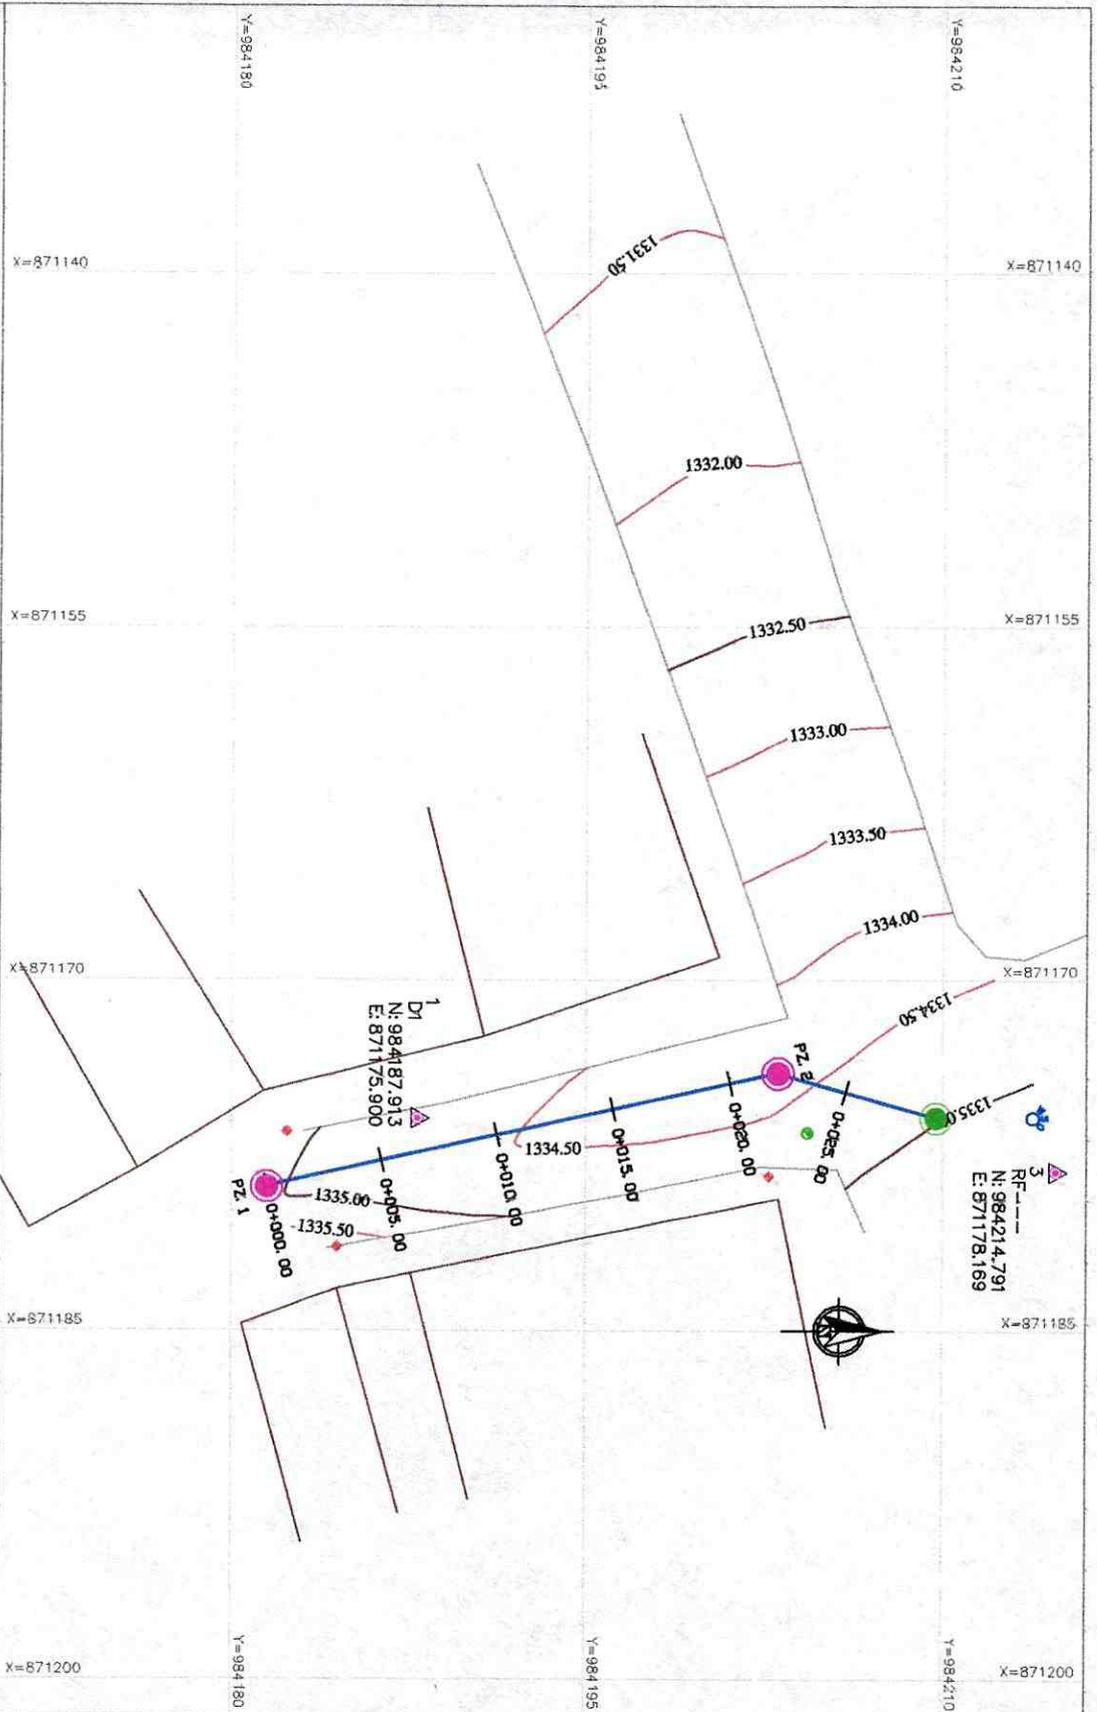 Y=984180
Y=984195
Y=984210
X=871140
X=871140
1331.50
1332.00
X=871155
X=871155
1332.50
1333.00
1333.50
1334.00
X=871170
X=871170
1334.50
1
D1
N: 984187.913
E: 871175.900
PZ. 2
1335.0
0+020. 00
0+025. 00
0+015. 00
1334.50
0+010. 00
0+005. 00
1335.00
1335.50
PZ. 1
0+000. 00
3
RF---
N: 984214.791
E: 871178.169
X=871185
X=871185
X=871200
X=871200
Y=984180
Y=984195
Y=984210